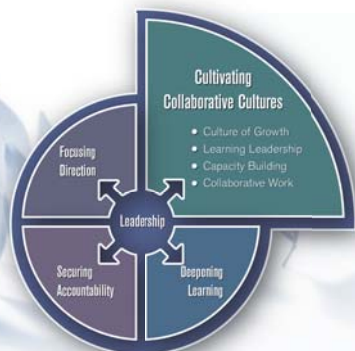 Cultivating
Collaborative Cultures
• Culture of Growth
• Learning Leadership
• Capacity Building
• Collaborative Work
Focusing
Direction
Leadership
Securing
Accountability
Deepening
Learning